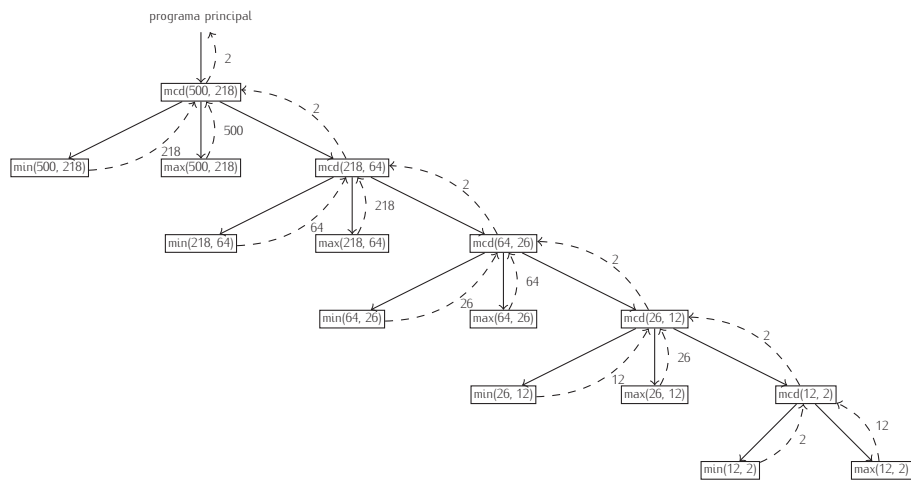 programa principal
2
mcd(500, 218)
2
500
218
min(500, 218)
max(500, 218)
mcd(218, 64)
2
218
64
min(218, 64)
max(218, 64)
mcd(64, 26)
2
64
26
min(64, 26)
max(64, 26)
mcd(26, 12)
2
26
12
min(26, 12)
max(26, 12)
mcd(12, 2)
12
2
min(12, 2)
max(12, 2)